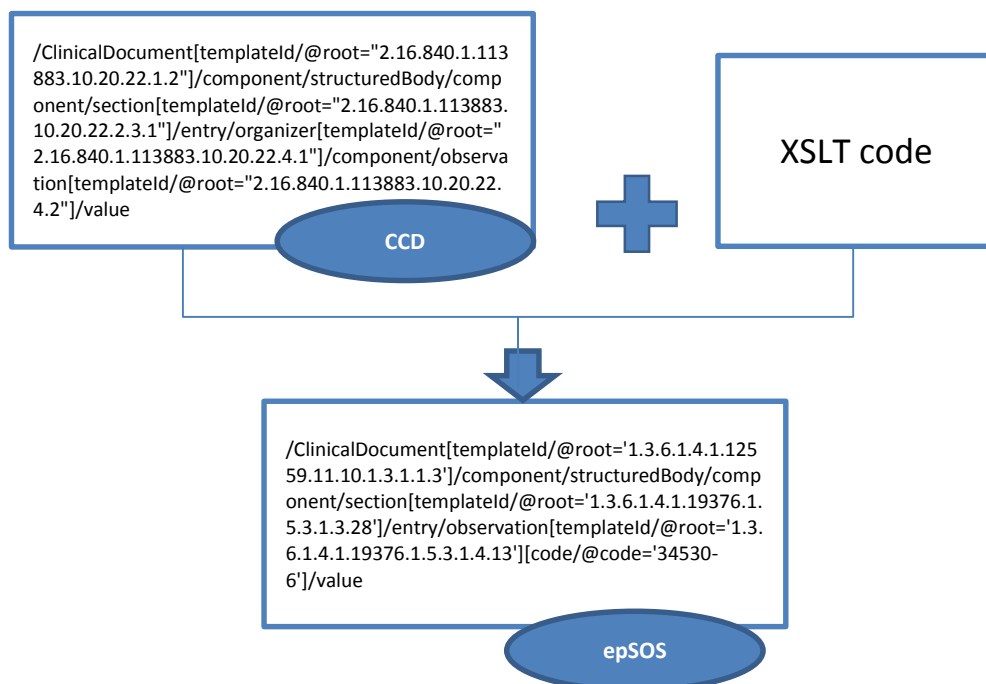 /ClinicalDocument[templateId/@root="2.16.840.1.113
883.10.20.22.1.2"]/component/structuredBody/comp
onent/section[templateId/@root="2.16.840.1.113883.
10.20.22.2.3.1"]/entry/organizer[templateId/@root="
2.16.840.1.113883.10.20.22.4.1"]/component/observa
tion[templateId/@root="2.16.840.1.113883.10.20.22.
4.2"]/value
CCD
XSLT code
/ClinicalDocument[templateId/@root='1.3.6.1.4.1.125
59.11.10.1.3.1.1.3']/component/structuredBody/comp
onent/section[templateId/@root='1.3.6.1.4.1.19376.1.
5.3.1.3.28']/entry/observation[templateId/@root='1.3.
6.1.4.1.19376.1.5.3.1.4.13'][code/@code='34530-
6']/value
epSOS